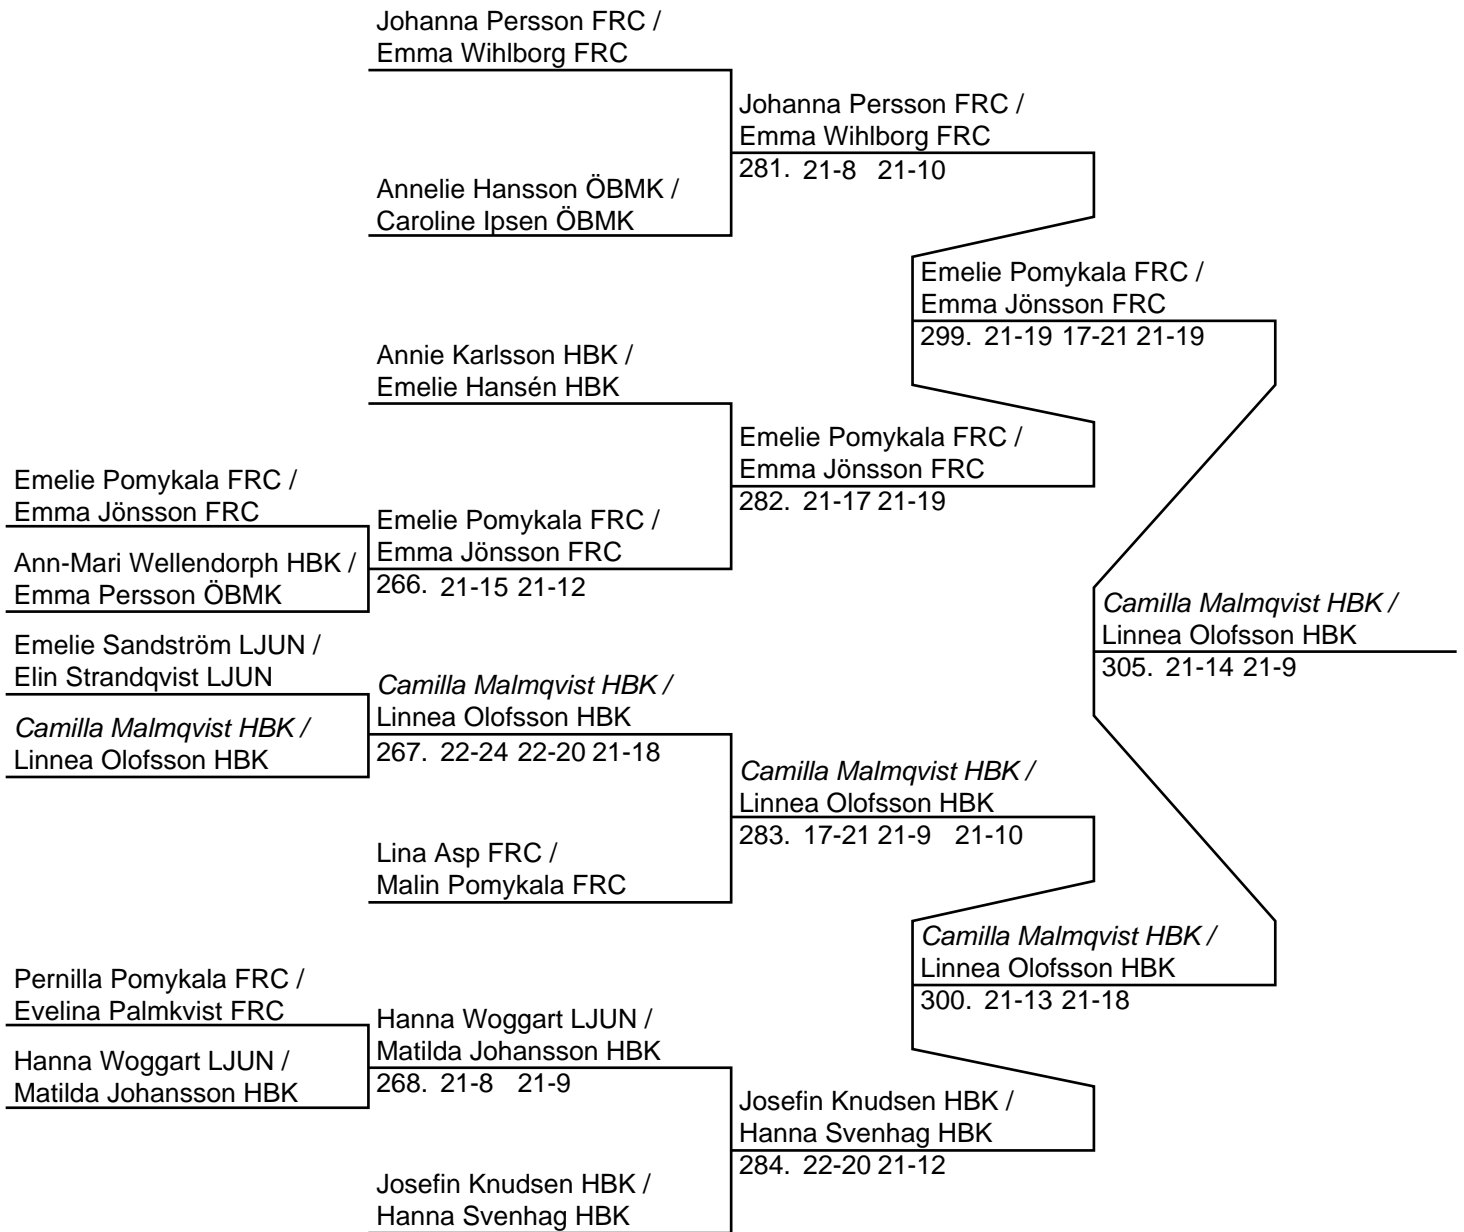 Johanna Persson FRC /
Emma Wihlborg FRC
Johanna Persson FRC /
Emma Wihlborg FRC
281. 21-8 21-10
Annelie Hansson ÖBMK /
Caroline Ipsen ÖBMK
Emelie Pomykala FRC /
Emma Jönsson FRC
299. 21-19 17-21 21-19
Annie Karlsson HBK /
Emelie Hansén HBK
Emelie Pomykala FRC /
Emma Jönsson FRC
282. 21-17 21-19
Emelie Pomykala FRC /
Emma Jönsson FRC
Emelie Pomykala FRC /
Emma Jönsson FRC
266. 21-15 21-12
Ann-Mari Wellendorph HBK /
Emma Persson ÖBMK
Camilla Malmqvist HBK /
Linnea Olofsson HBK
305. 21-14 21-9
Emelie Sandström LJUN /
Elin Strandqvist LJUN
Camilla Malmqvist HBK /
Linnea Olofsson HBK
267. 22-24 22-20 21-18
Camilla Malmqvist HBK /
Linnea Olofsson HBK
Camilla Malmqvist HBK /
Linnea Olofsson HBK
283. 17-21 21-9 21-10
Lina Asp FRC /
Malin Pomykala FRC
Camilla Malmqvist HBK /
Linnea Olofsson HBK
300. 21-13 21-18
Pernilla Pomykala FRC /
Evelina Palmkvist FRC
Hanna Woggart LJUN /
Matilda Johansson HBK
268. 21-8 21-9
Hanna Woggart LJUN /
Matilda Johansson HBK
Josefin Knudsen HBK /
Hanna Svenhag HBK
284. 22-20 21-12
Josefin Knudsen HBK /
Hanna Svenhag HBK